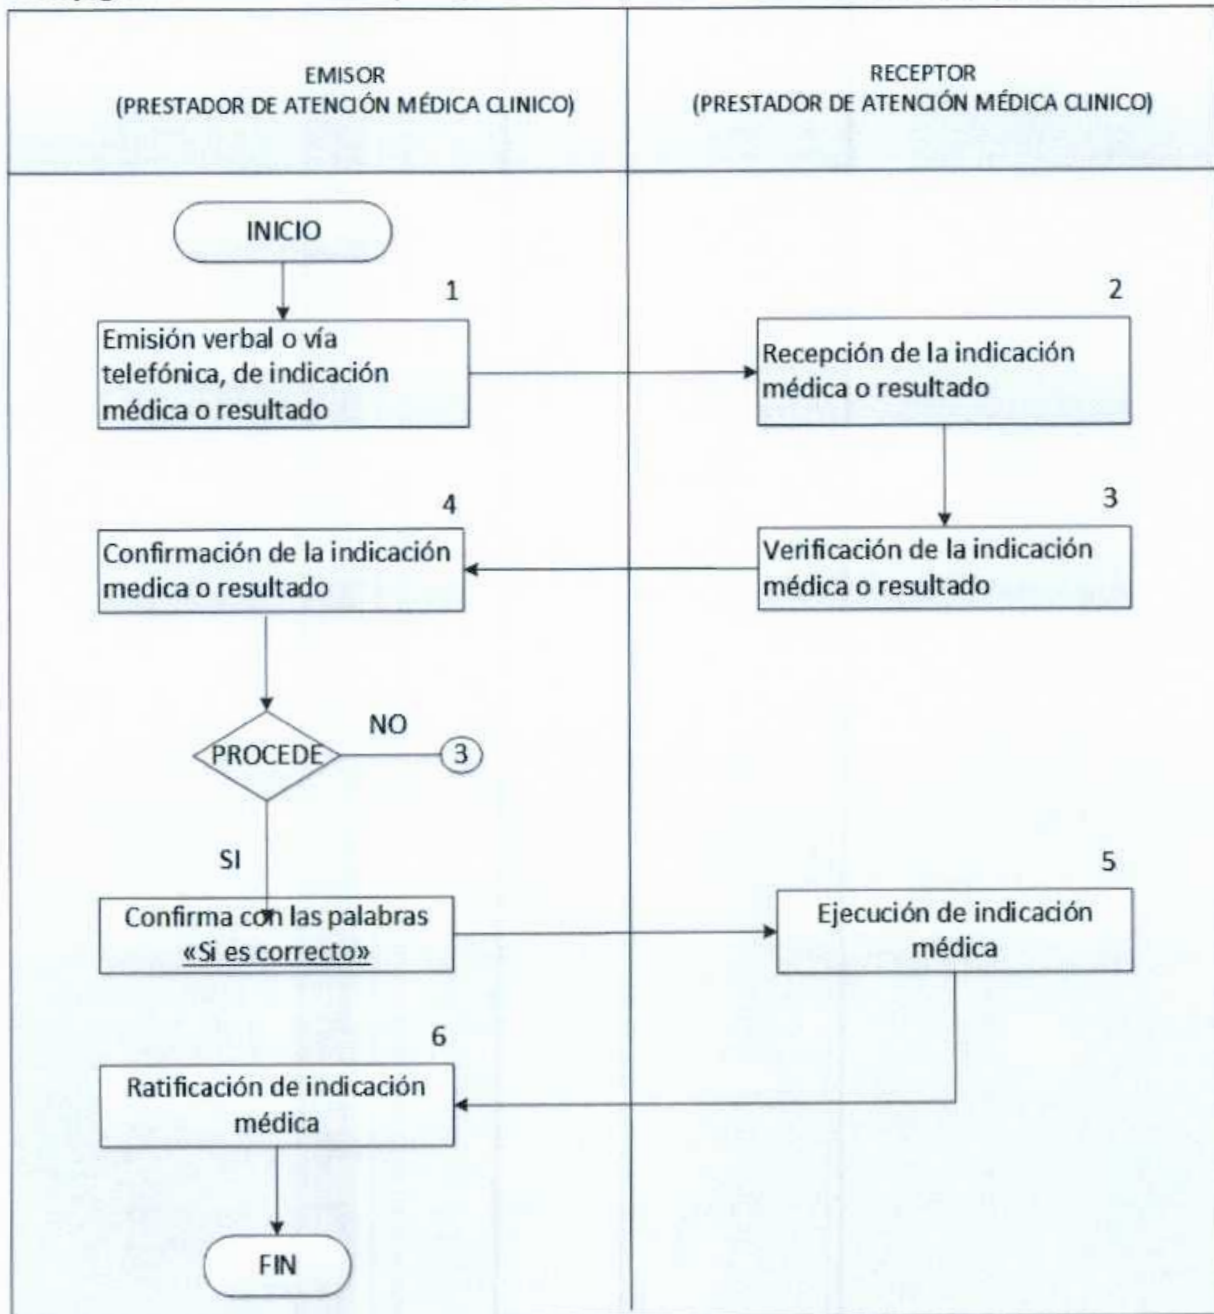 EMISOR
(PRESTADOR DE ATENCIÓN MÉDICA CLINICO)
RECEPTOR
(PRESTADOR DE ATENCIÓN MÉDICA CLINICO)
INICIO
1
Emisión verbal o vía
telefónica, de indicación
médica o resultado
2
Recepción de la indicación
médica o resultado
3
Verificación de la indicación
médica o resultado
4
Confirmación de la indicación
medica o resultado
PROCEDE
NO
3
SI
Confirma con las palabras
«Si es correcto»
5
Ejecución de indicación
médica
6
Ratificación de indicación
médica
FIN